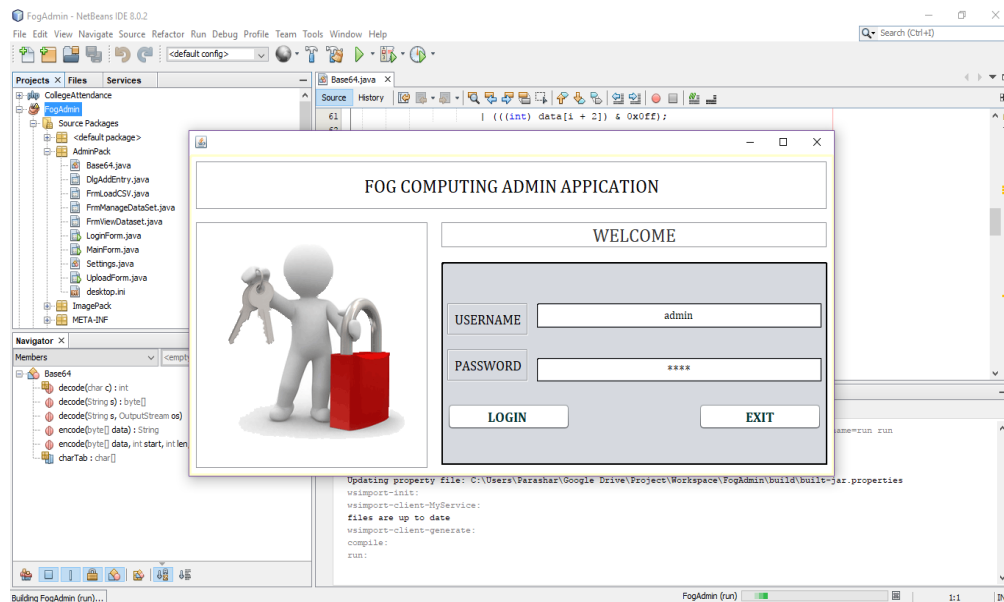 FogAdmin - NetBeans IDE 8.0.2
File Edit View Navigate Source Refactor Run Debug Profile Team Tools Window Help
Search (Ctrl+I)
<default config>
Projects Files Services
CollegeAttendance
FogAdmin
Source Packages
<default package>
AdminPack
Base64.java
DlgAddEntry.java
FrmLoadCSV.java
FrmManageDataSet.java
FrmViewDataset.java
LoginForm.java
MainForm.java
Settings.java
UploadForm.java
desktop.ini
ImagePack
META-INF
Navigator
Members
Base64
decode(char c) : int
decode(String s) : byte[]
decode(String s, OutputStream os)
encode(byte[] data) : String
encode(byte[] data, int start, int len
charTab : char[]
Base64.java
Source History
61 | (((int) data[i + 2]) & 0x0ff);
FOG COMPUTING ADMIN APPICATION
WELCOME
USERNAME admin
PASSWORD ****
LOGIN EXIT
ame=run run
Updating property file: C:\Users\Parashar\Google Drive\Project\Workspace\FogAdmin\build\built-jar.properties
wsimport-init:
wsimport-client-MyService:
files are up to date
wsimport-client-generate:
compile:
run:
Building FogAdmin (run)...
FogAdmin (run)
1:1